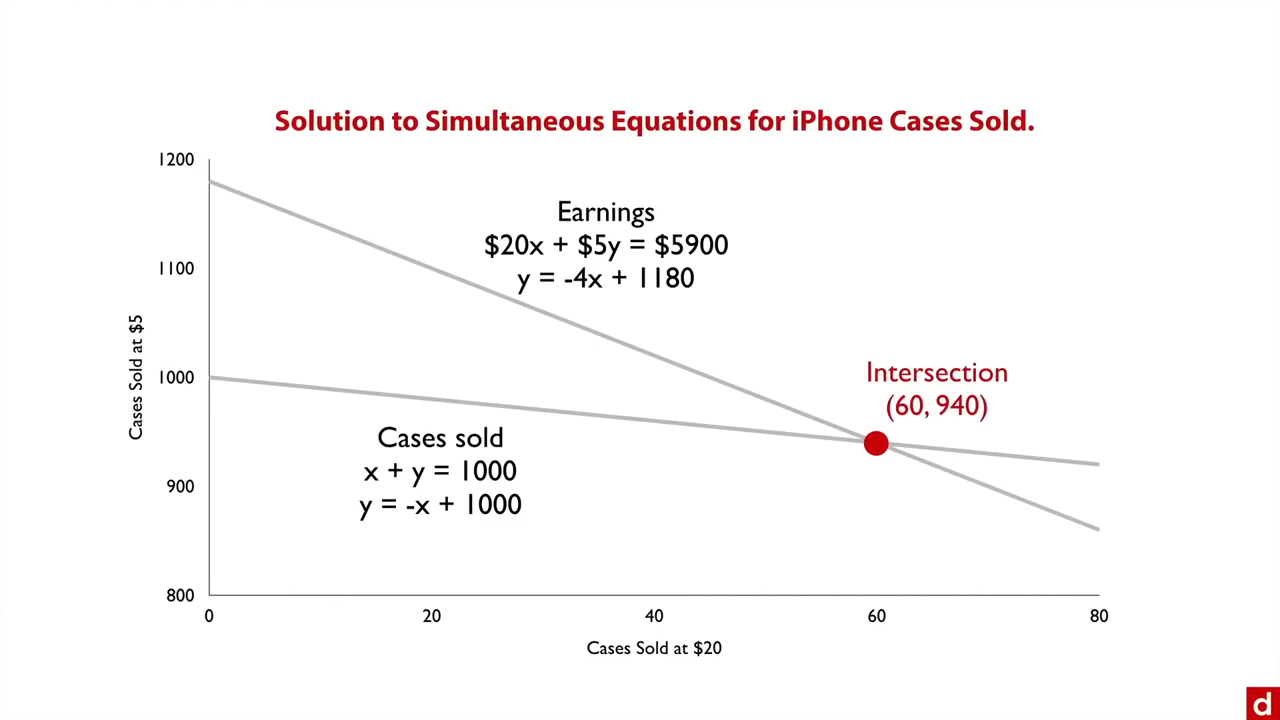 Solution to Simultaneous Equations for iPhone Cases Sold.
1200
1100
1000
900
800
Cases Sold at $5
Earnings
$20x + $5y = $5900
y = -4x + 1180
Intersection
(60, 940)
Cases sold
x + y = 1000
y = -x + 1000
0 20 40 60 80
Cases Sold at $20
d